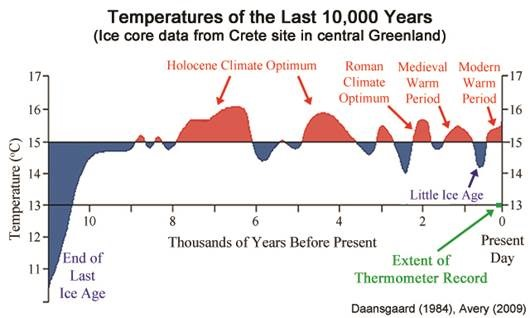 Temperatures of the Last 10,000 Years
(Ice core data from Crete site in central Greenland)
Holocene Climate Optimum
Roman
Climate
Optimum
Medieval
Warm
Period
Modern
Warm
Period
17
16
15
14
13
12
11
Temperature (°C)
17
16
15
14
13
Little Ice Age
End of
Last
Ice Age
10
8
6
4
2
0
Thousands of Years Before Present
Present
Day
Extent of
Thermometer Record
Daansgaard (1984), Avery (2009)